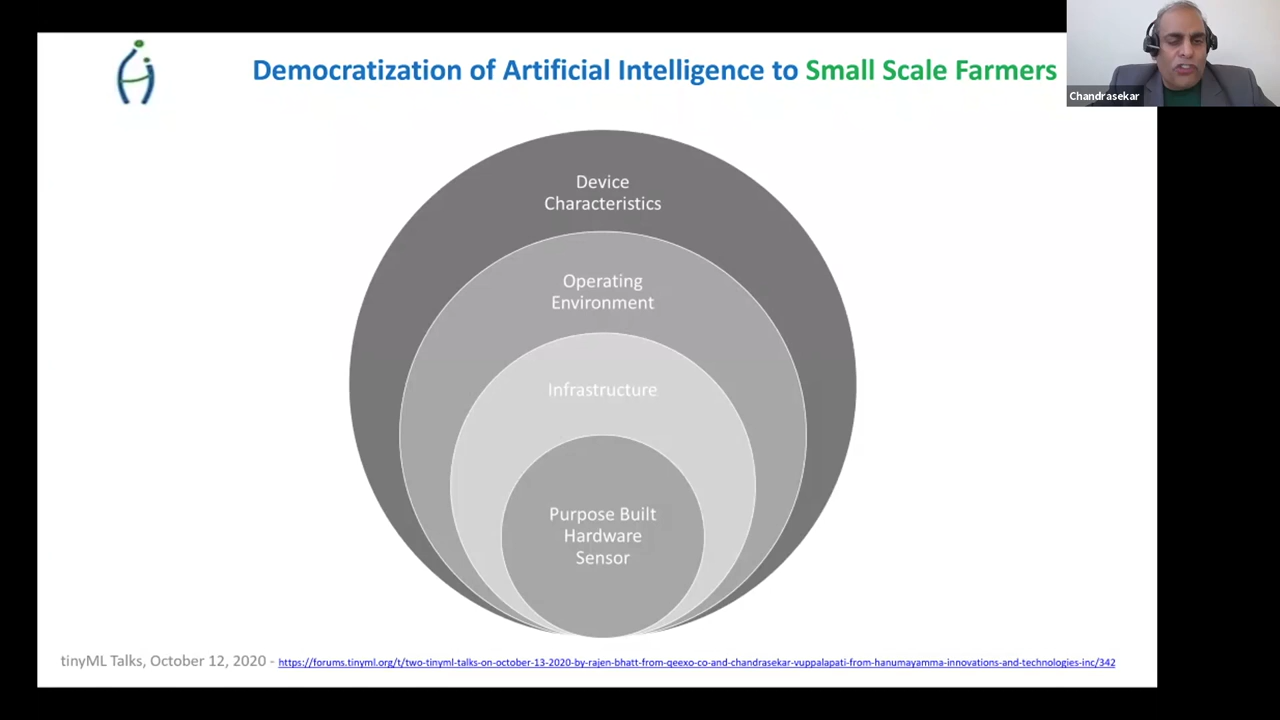 Democratization of Artificial Intelligence to Small Scale Farmers
Chandrasekar
Device
Characteristics
Operating
Environment
Infrastructure
Purpose Built
Hardware
Sensor
tinyML Talks, October 12, 2020 - https://forums.tinyml.org/t/two-tinyml-talks-on-october-13-2020-by-rajen-bhatt-from-qeexo-co-and-chandrasekar-vuppalapati-from-hanumayamma-innovations-and-technologies-inc/342